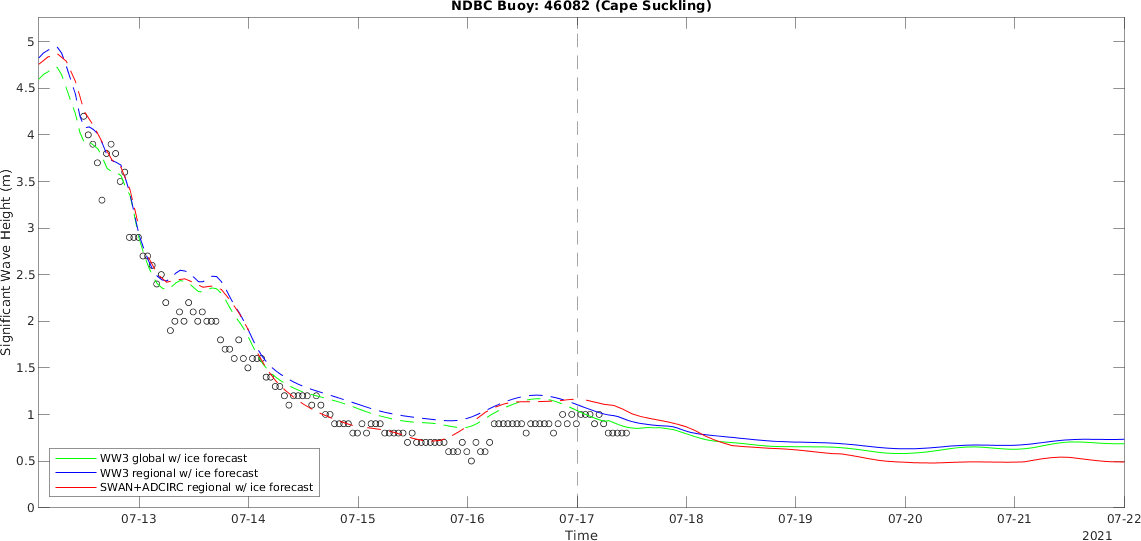 NDBC Buoy: 46082 (Cape Suckling)
Significant Wave Height (m)
5
4.5
4
3.5
3
2.5
2
1.5
1
0.5
0
WW3 global w/ ice forecast
WW3 regional w/ ice forecast
SWAN+ADCIRC regional w/ ice forecast
07-13 07-14 07-15 07-16 07-17 07-18 07-19 07-20 07-21 07-22
Time
2021